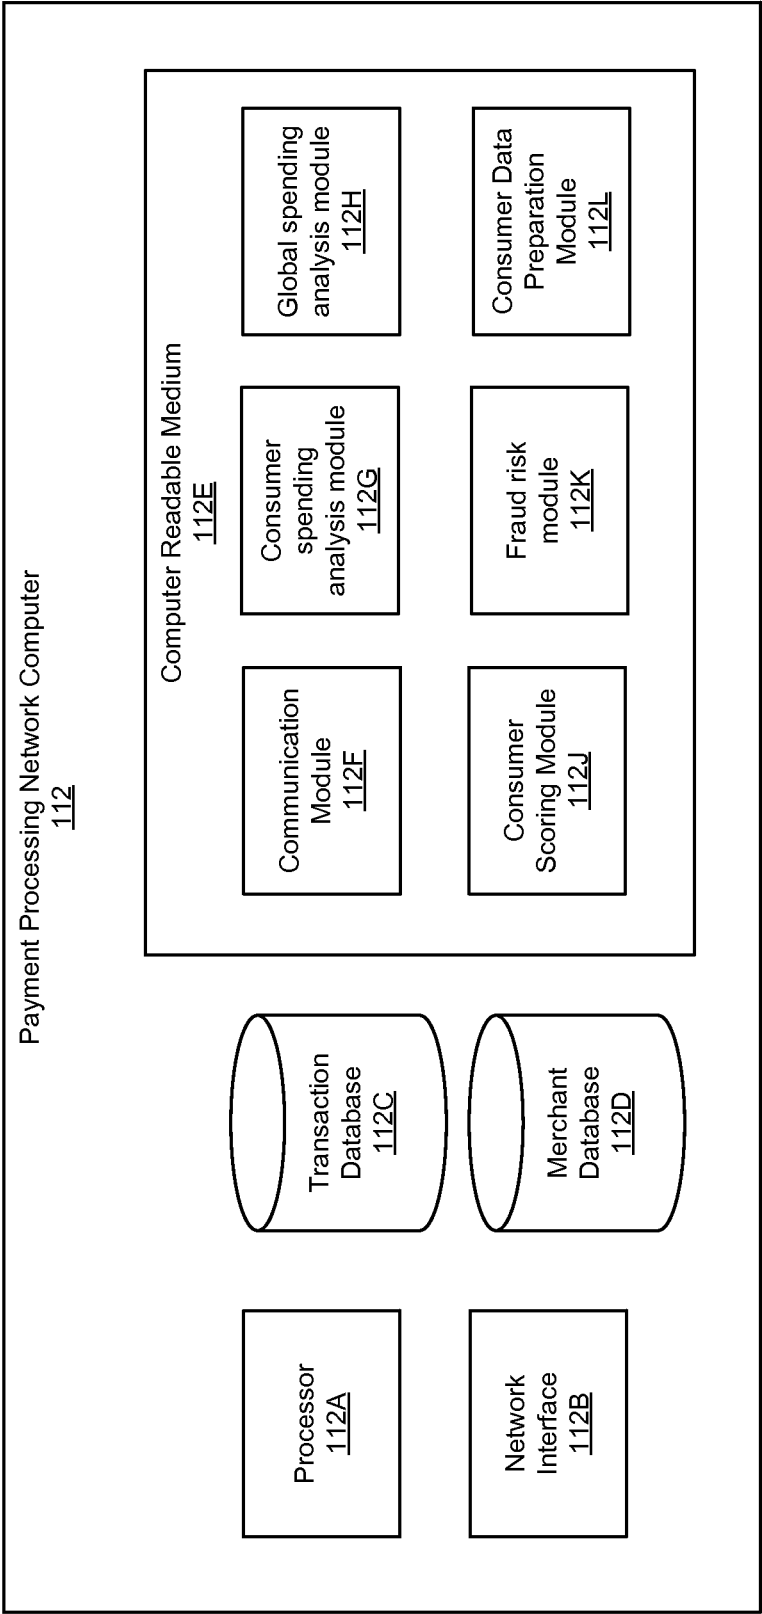 Payment Processing Network Computer
112
Processor
112A
Network
Interface
112B
Transaction
Database
112C
Merchant
Database
112D
Computer Readable Medium
112E
Communication
Module
112F
Consumer
spending
analysis module
112G
Global spending
analysis module
112H
Consumer
Scoring Module
112J
Fraud risk
module
112K
Consumer Data
Preparation
Module
112L